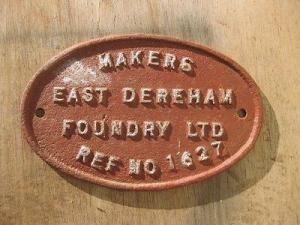 MAKERS
EAST DEREHAM
FOUNDRY LTD
REF NO 1627